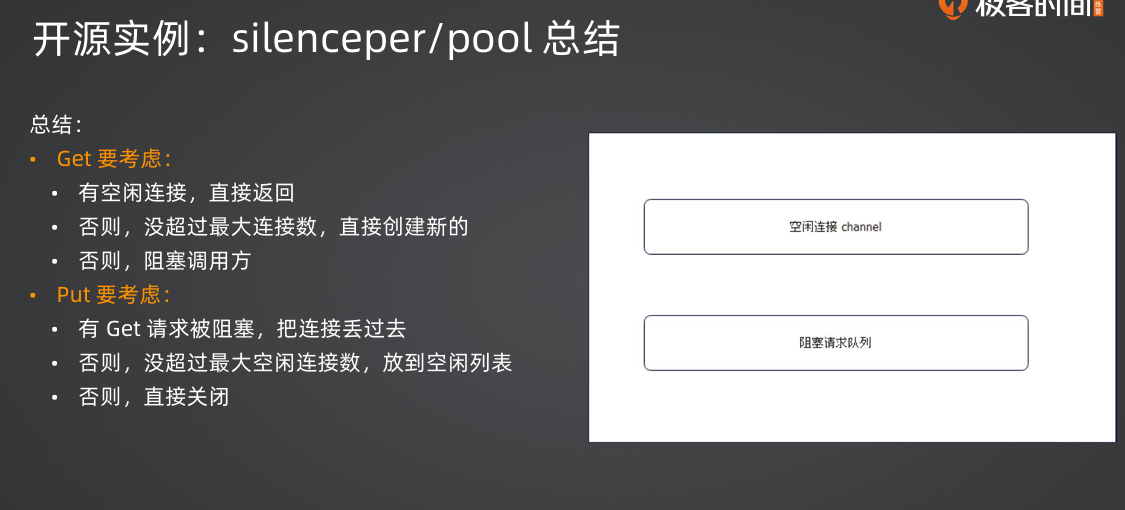 极客时间
开源实例：silenceper/pool 总结
总结：
• Get 要考虑：
• 有空闲连接，直接返回
• 否则，没超过最大连接数，直接创建新的
• 否则，阻塞调用方
• Put 要考虑：
• 有 Get 请求被阻塞，把连接丢过去
• 否则，没超过最大空闲连接数，放到空闲列表
• 否则，直接关闭
空闲连接 channel
阻塞请求队列